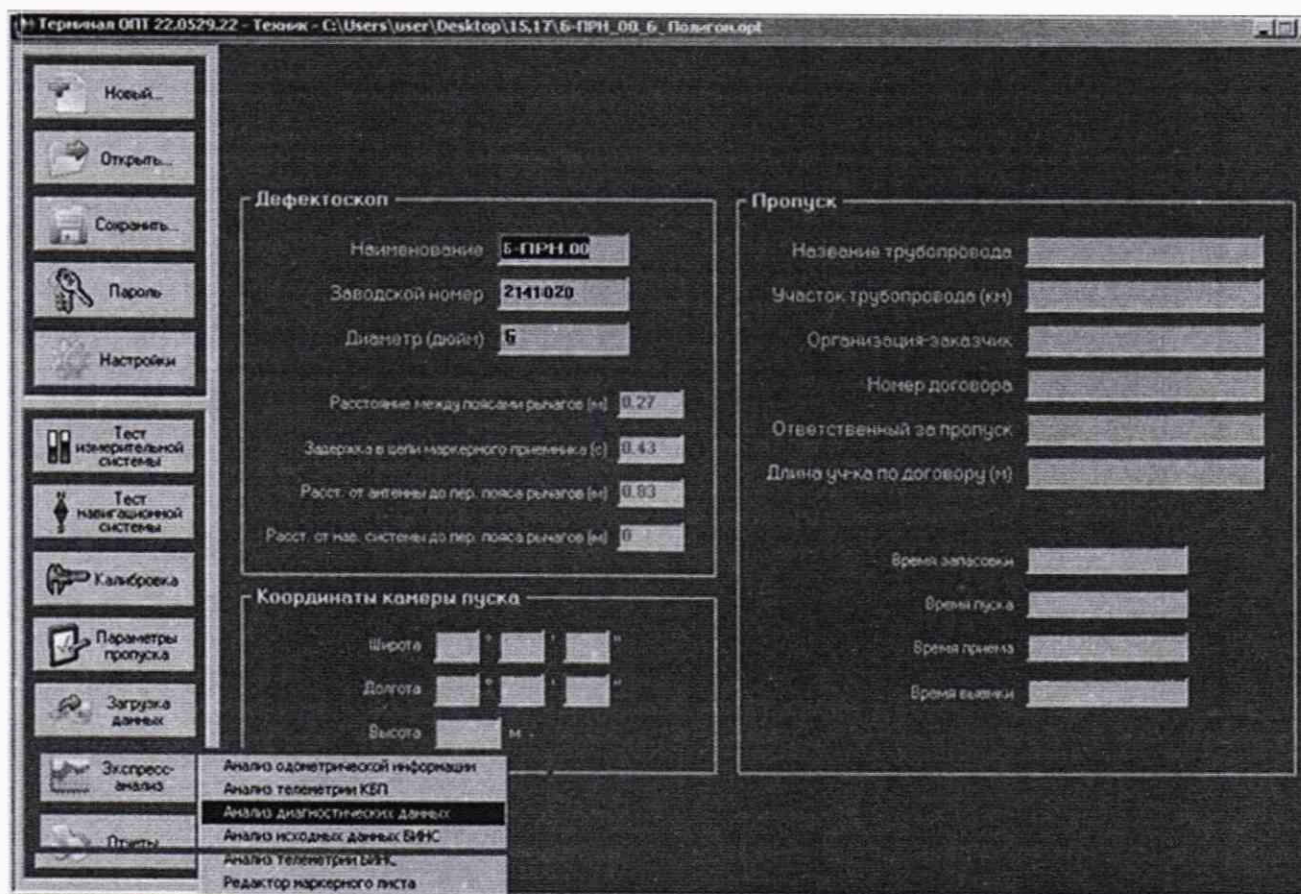 Терминал ОПТ 22.0529.22 - Техник - C:\Users\user\Desktop\15,17\6-ПРН_00_6_Полигон.opt
Новый...
Открыть...
Сохранить...
Пароль
Настройки
Тест
измерительной
системы
Тест
навигационной
системы
Калибровка
Параметры
пропуска
Загрузка
данных
Экспресс-
анализ
Отчеты
Дефектоскоп
Наименование 6-ПРН.00
Заводской номер 2141020
Диаметр (дюйм) 6
Расстояние между поясами рычагов (м) 0.27
Задержка в цепи маркерного приемника (с) 0.43
Расст. от антенны до пер. пояса рычагов (м) 0.83
Расст. от нав. системы до пер. пояса рычагов (м) 0
Координаты камеры пуска
Широта ° ' "
Долгота ° ' "
Высота м
Анализ одометрической информации
Анализ телеметрии КБП
Анализ диагностических данных
Анализ исходных данных БИНС
Анализ телеметрии БИНС
Редактор маркерного листа
Пропуск
Название трубопровода
Участок трубопровода (км)
Организация-заказчик
Номер договора
Ответственный за пропуск
Длина уч-ка по договору (м)
Время запасовки
Время пуска
Время приема
Время выемки